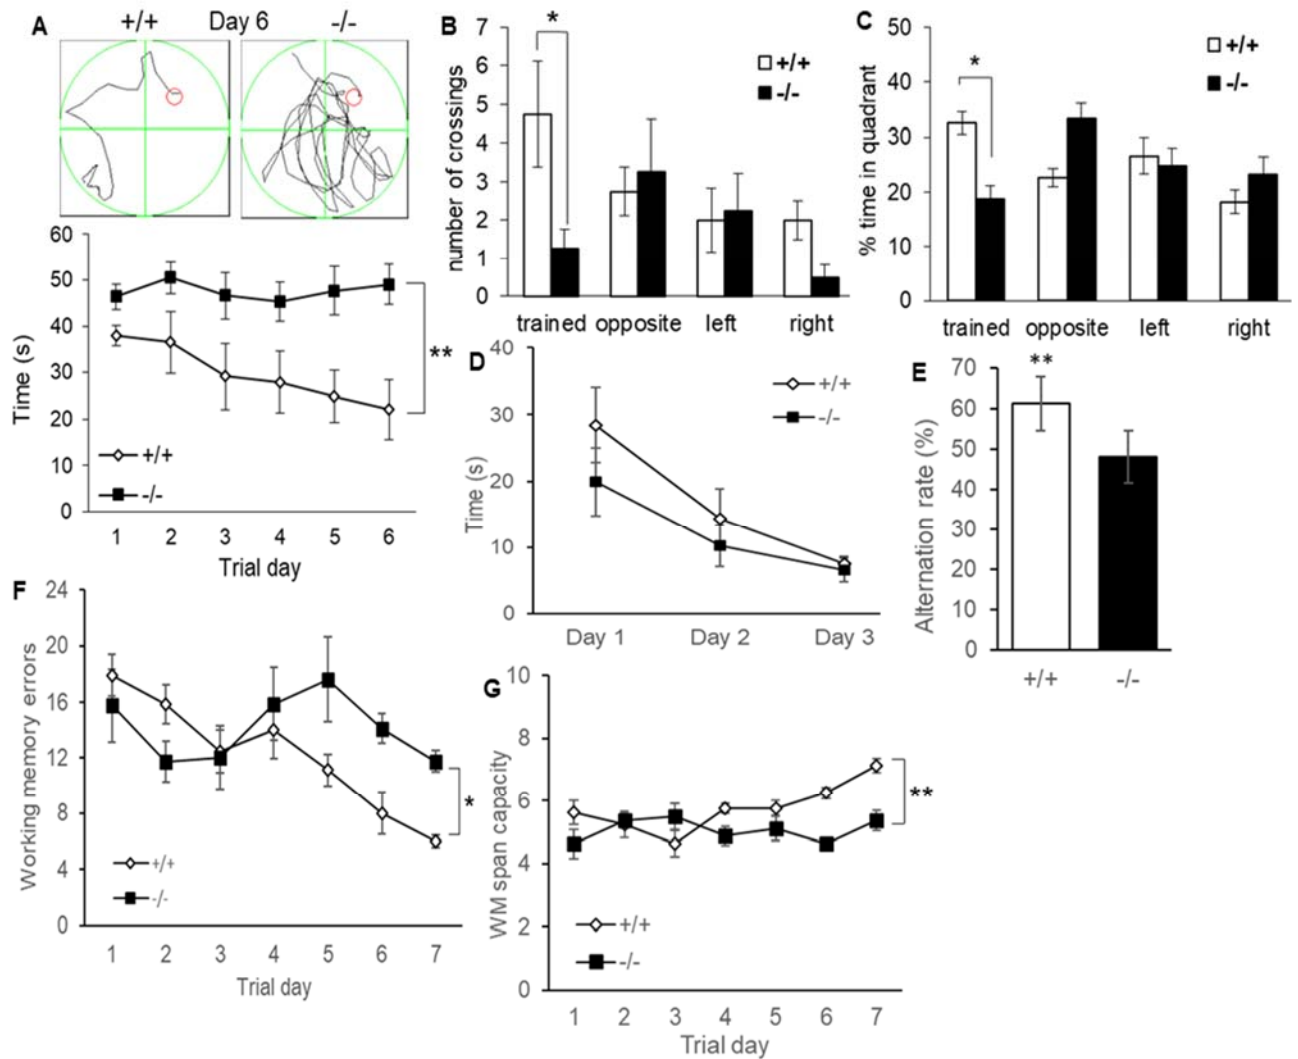 A +/+ Day 6 -/-
60
50
40
30
20
10
0
Time (s)
**
+/+
-/-
1 2 3 4 5 6
Trial day
B
7
6
5
4
3
2
1
0
number of crossings
*
+/+
-/-
trained opposite left right
C
50
40
30
20
10
0
% time in quadrant
*
+/+
-/-
trained opposite left right
D
40
30
20
10
0
Time (s)
+/+
-/-
Day 1 Day 2 Day 3
E
70
60
50
40
30
20
10
0
Alternation rate (%)
**
+/+ -/-
F
24
20
16
12
8
4
0
Working memory errors
*
+/+
-/-
1 2 3 4 5 6 7
Trial day
G
10
8
6
4
2
0
WM span capacity
**
+/+
-/-
1 2 3 4 5 6 7
Trial day